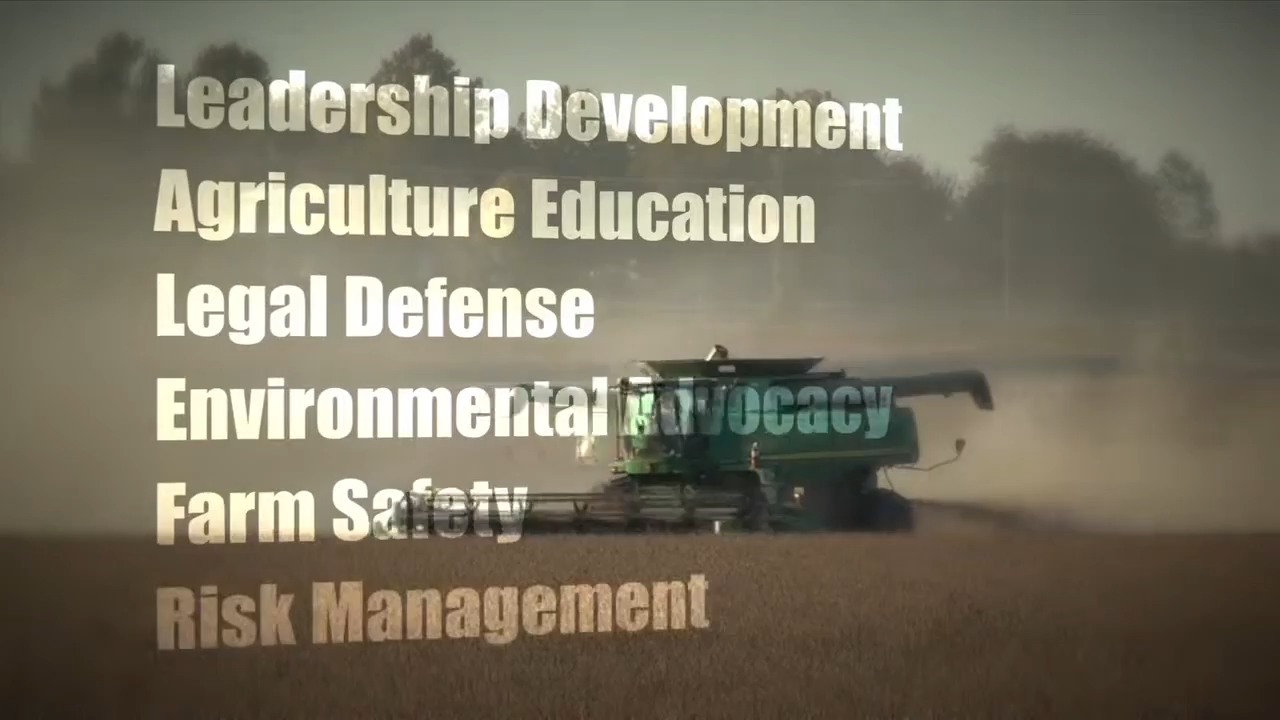 Leadership Development
Agriculture Education
Legal Defense
Environmental Advocacy
Farm Safety
Risk Management